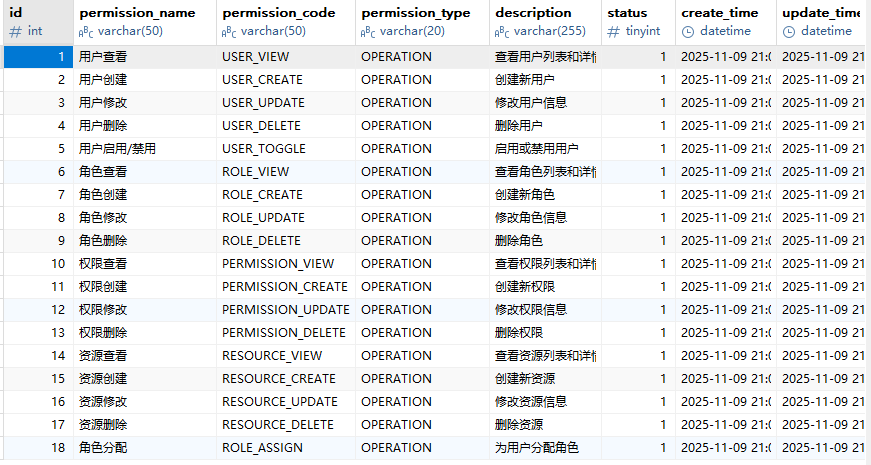 id permission_name permission_code permission_type description status create_time update_time
# int ABC varchar(50) ABC varchar(50) ABC varchar(20) ABC varchar(255) # tinyint datetime datetime
1 用户查看 USER_VIEW OPERATION 查看用户列表和详 1 2025-11-09 21: 2025-11-09 21
2 用户创建 USER_CREATE OPERATION 创建新用户 1 2025-11-09 21: 2025-11-09 21
3 用户修改 USER_UPDATE OPERATION 修改用户信息 1 2025-11-09 21: 2025-11-09 21
4 用户删除 USER_DELETE OPERATION 删除用户 1 2025-11-09 21: 2025-11-09 21
5 用户启用/禁用 USER_TOGGLE OPERATION 启用或禁用用户 1 2025-11-09 21: 2025-11-09 21
6 角色查看 ROLE_VIEW OPERATION 查看角色列表和详 1 2025-11-09 21: 2025-11-09 21
7 角色创建 ROLE_CREATE OPERATION 创建新角色 1 2025-11-09 21: 2025-11-09 21
8 角色修改 ROLE_UPDATE OPERATION 修改角色信息 1 2025-11-09 21: 2025-11-09 21
9 角色删除 ROLE_DELETE OPERATION 删除角色 1 2025-11-09 21: 2025-11-09 21
10 权限查看 PERMISSION_VIEW OPERATION 查看权限列表和详 1 2025-11-09 21: 2025-11-09 21
11 权限创建 PERMISSION_CREATE OPERATION 创建新权限 1 2025-11-09 21: 2025-11-09 21
12 权限修改 PERMISSION_UPDATE OPERATION 修改权限信息 1 2025-11-09 21: 2025-11-09 21
13 权限删除 PERMISSION_DELETE OPERATION 删除权限 1 2025-11-09 21: 2025-11-09 21
14 资源查看 RESOURCE_VIEW OPERATION 查看资源列表和详 1 2025-11-09 21: 2025-11-09 21
15 资源创建 RESOURCE_CREATE OPERATION 创建新资源 1 2025-11-09 21: 2025-11-09 21
16 资源修改 RESOURCE_UPDATE OPERATION 修改资源信息 1 2025-11-09 21: 2025-11-09 21
17 资源删除 RESOURCE_DELETE OPERATION 删除资源 1 2025-11-09 21: 2025-11-09 21
18 角色分配 ROLE_ASSIGN OPERATION 为用户分配角色 1 2025-11-09 21: 2025-11-09 21